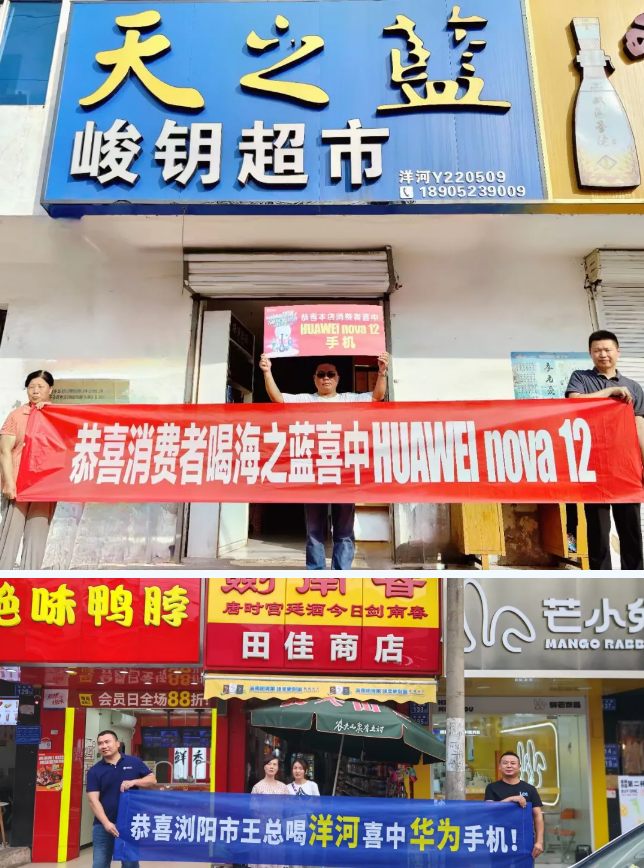 天之蓝
峻钥超市
洋河Y220509
18905239009
恭喜本店消费者喜中
HUAWEI nova 12
手机
恭喜消费者喝海之蓝喜中HUAWEI nova 12
绝味鸭脖
剑南春
唐时宫廷酒今日剑南春
田佳商店
芒小兔
MANGO RABB
会员日全场88折
鲜香
恭喜浏阳市王总喝洋河喜中华为手机!